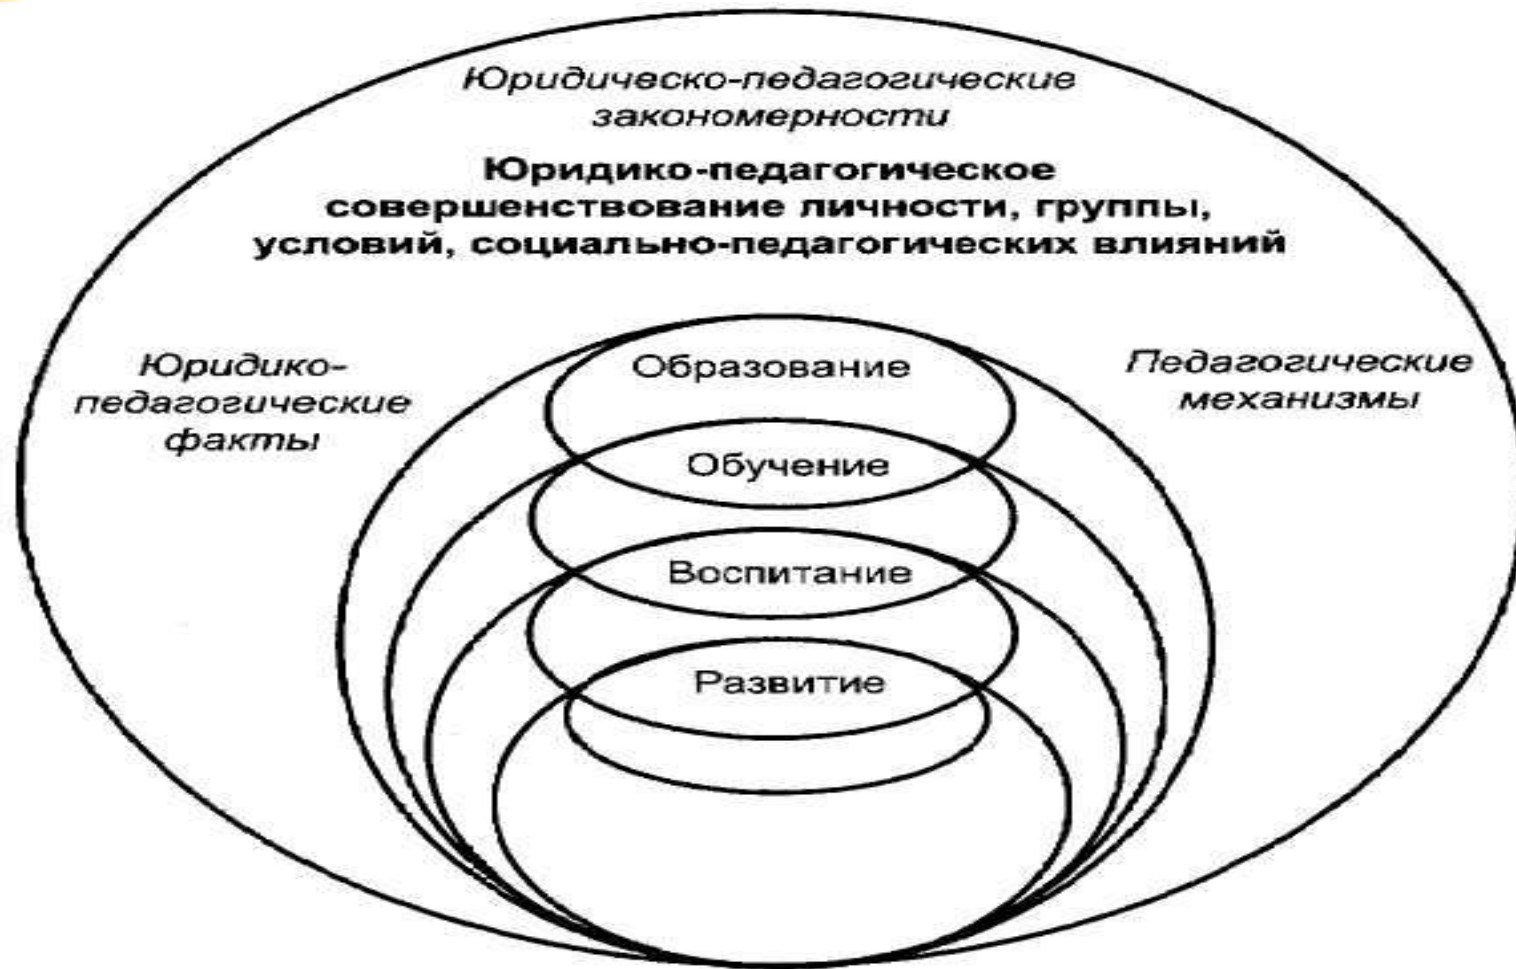 Юридическо-педагогические
закономерности
Юридико-педагогическое
совершенствование личности, группы,
условий, социально-педагогических влияний
Юридико-
педагогические
факты
Педагогические
механизмы
Образование
Обучение
Воспитание
Развитие